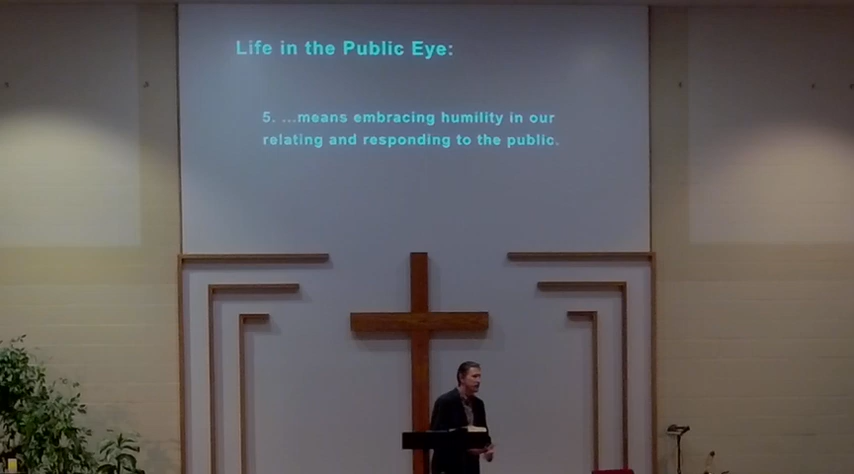 Life in the Public Eye:
5. ...means embracing humility in our
relating and responding to the public.